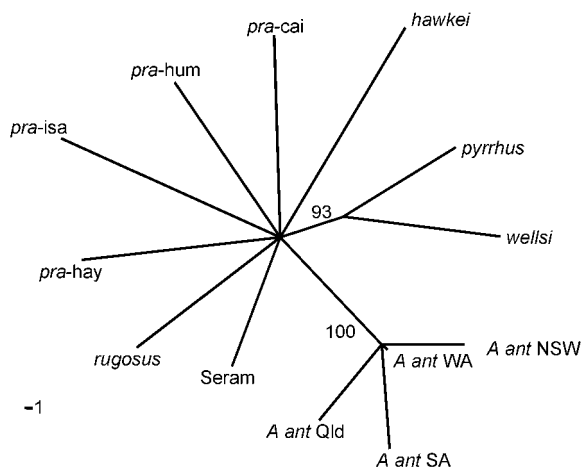 pra-cai
hawkei
pra-hum
pra-isa
pyrrhus
93
wellsi
pra-hay
100
rugosus
Seram
A ant WA
A ant NSW
1
A ant Qld
A ant SA